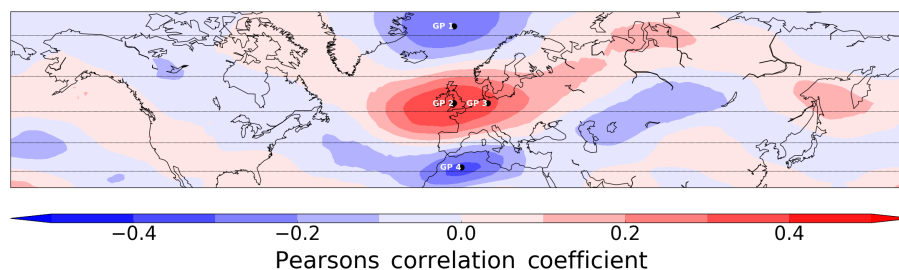 GP 1
GP 2 GP 3
GP 4
−0.4 −0.2 0.0 0.2 0.4
Pearsons correlation coefficient